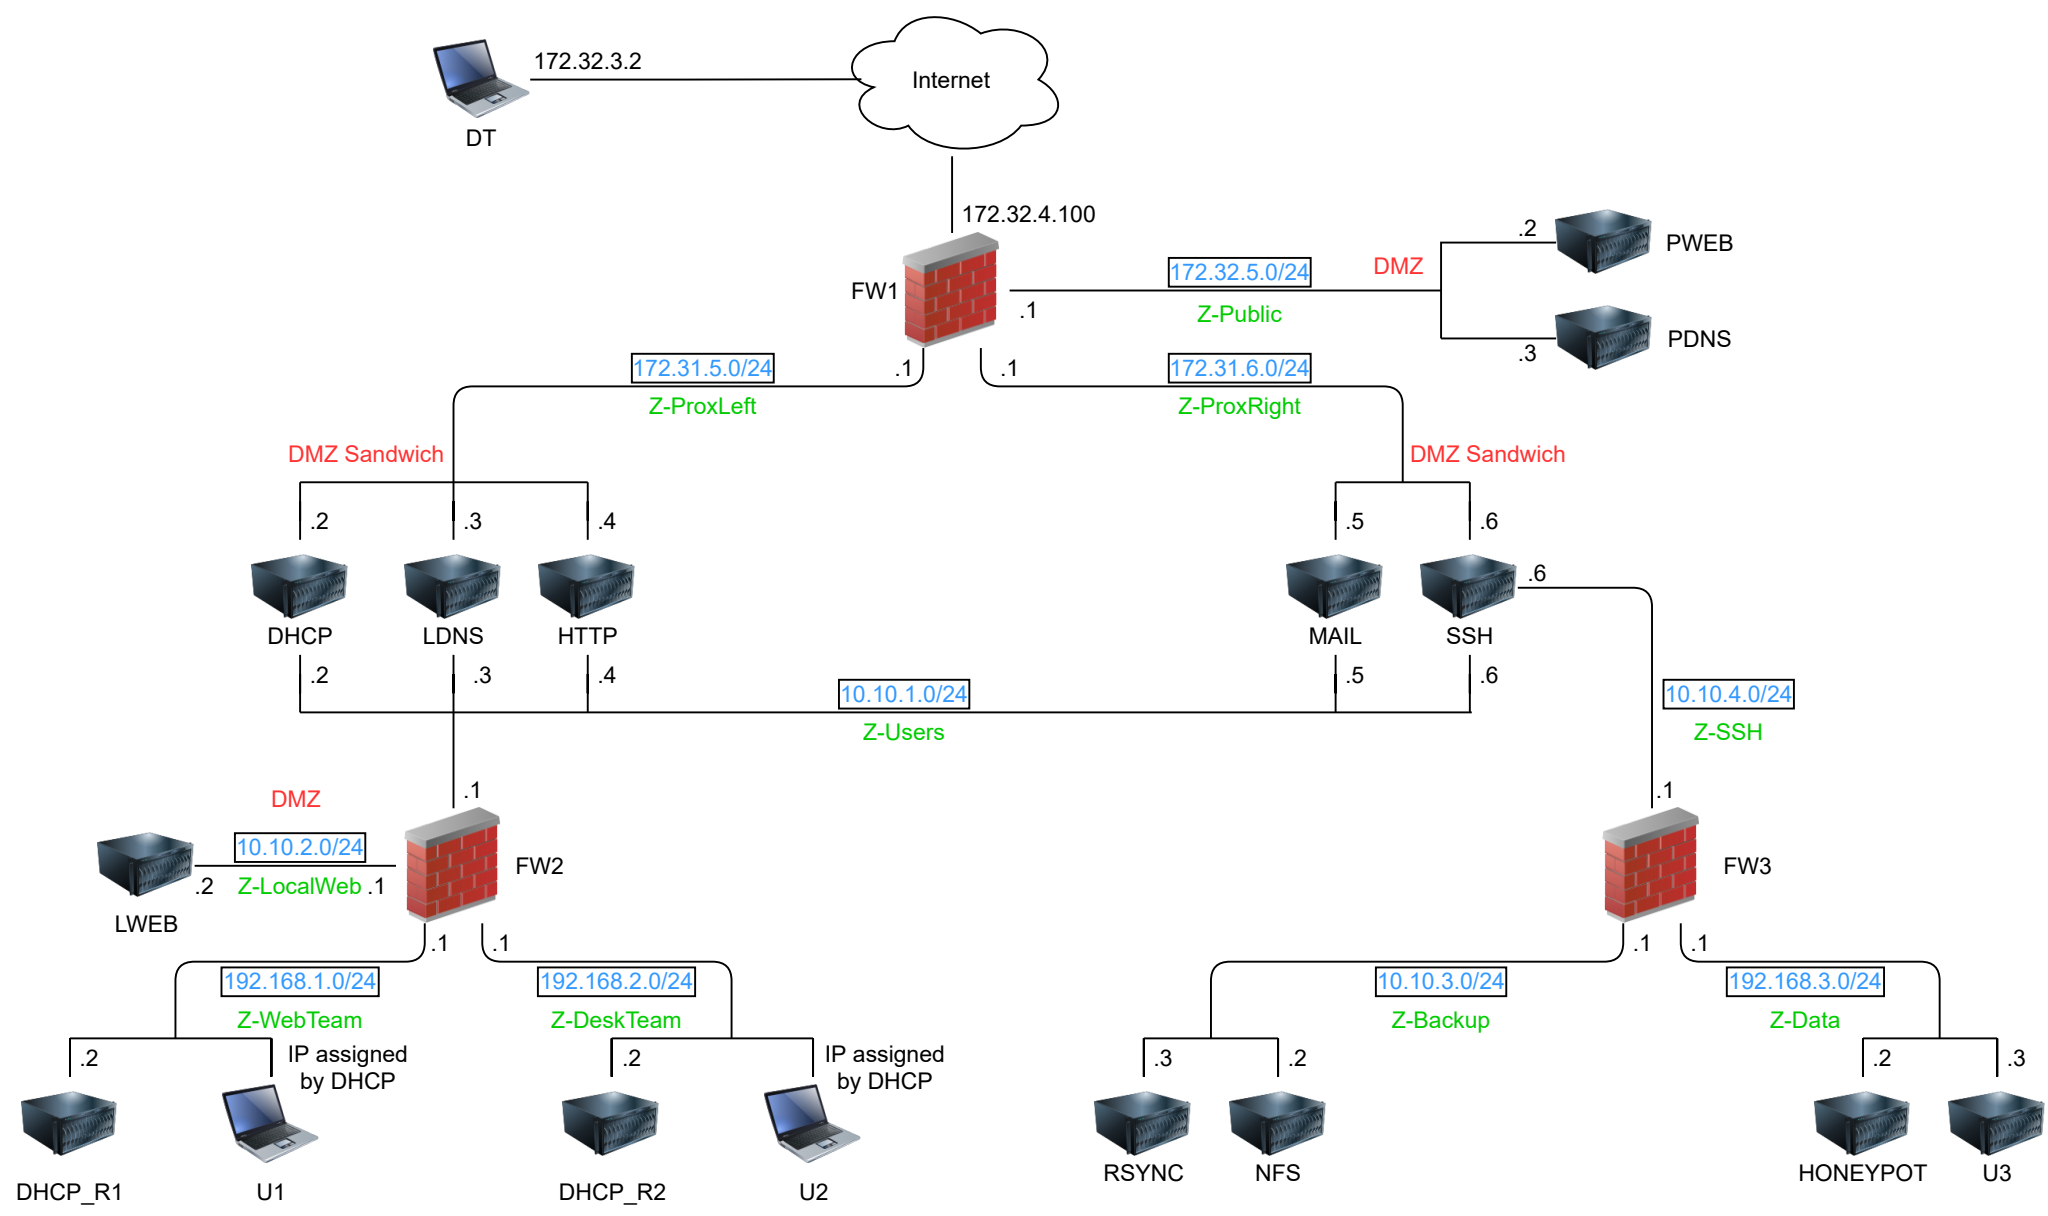 172.32.3.2
Internet
DT
172.32.4.100
.2
PWEB
172.32.5.0/24
DMZ
FW1
.1
Z-Public
PDNS
.3
172.31.5.0/24
.1
.1
172.31.6.0/24
Z-ProxLeft
Z-ProxRight
DMZ Sandwich
DMZ Sandwich
.2
.3
.4
.5
.6
.6
DHCP
LDNS
HTTP
MAIL
SSH
.2
.3
.4
.5
.6
10.10.1.0/24
10.10.4.0/24
Z-Users
Z-SSH
.1
.1
DMZ
10.10.2.0/24
FW2
FW3
.2
Z-LocalWeb
.1
LWEB
.1
.1
.1
.1
192.168.1.0/24
192.168.2.0/24
10.10.3.0/24
192.168.3.0/24
Z-WebTeam
Z-DeskTeam
Z-Backup
Z-Data
.2
IP assigned
by DHCP
.2
IP assigned
by DHCP
.3
.2
.2
.3
RSYNC
NFS
HONEYPOT
U3
DHCP_R1
U1
DHCP_R2
U2